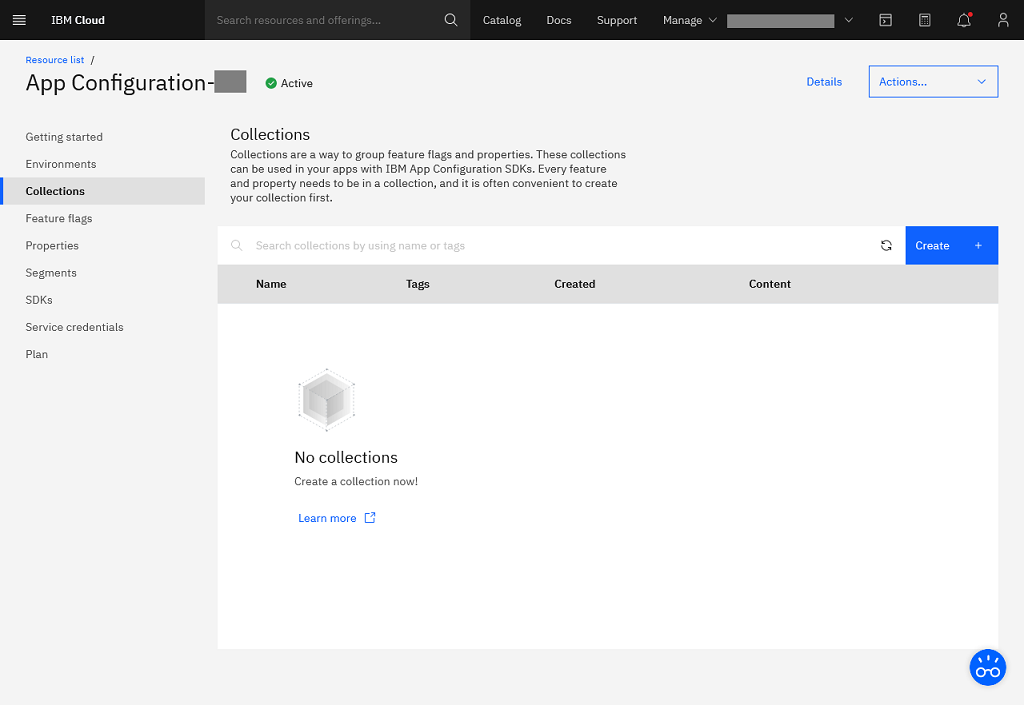 IBM Cloud
Search resources and offerings...
Catalog
Docs
Support
Manage
Resource list /
App Configuration-
Active
Details
Actions...
Getting started
Environments
Collections
Feature flags
Properties
Segments
SDKs
Service credentials
Plan
Collections
Collections are a way to group feature flags and properties. These collections
can be used in your apps with IBM App Configuration SDKs. Every feature
and property needs to be in a collection, and it is often convenient to create
your collection first.
Search collections by using name or tags
Create +
Name Tags Created Content
No collections
Create a collection now!
Learn more